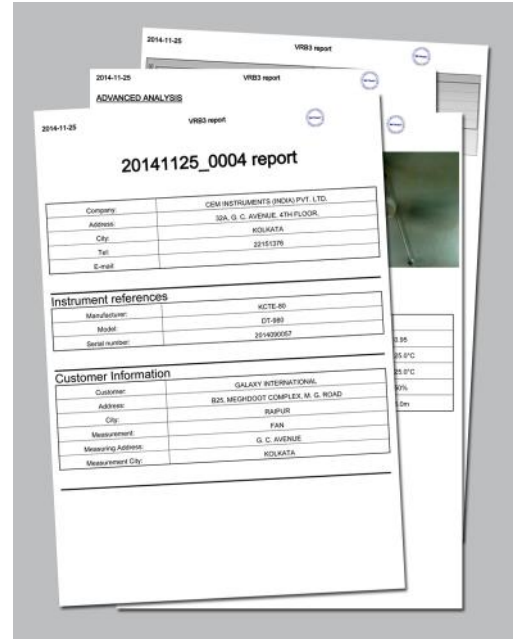 2014-11-25
VRB3 report
2014-11-25
VRB3 report
ADVANCED ANALYSIS
2014-11-25
VRB3 report
20141125_0004 report
Company: CEM INSTRUMENTS (INDIA) PVT. LTD.
Address: 32A, G. C. AVENUE, 4TH FLOOR,
City: KOLKATA
Tel: 22151376
E-mail
Instrument references
Manufacturer: KCTE-80
Model: DT-980
Serial number: 2014090057
Customer Information
Customer: GALAXY INTERNATIONAL
Address: B25, MEGHDOOT COMPLEX, M. G. ROAD
City: RAIPUR
Measurement: FAN
Measuring Address: G. C. AVENUE
Measurement City: KOLKATA
0.95
25.0°C
25.0°C
50%
.0m